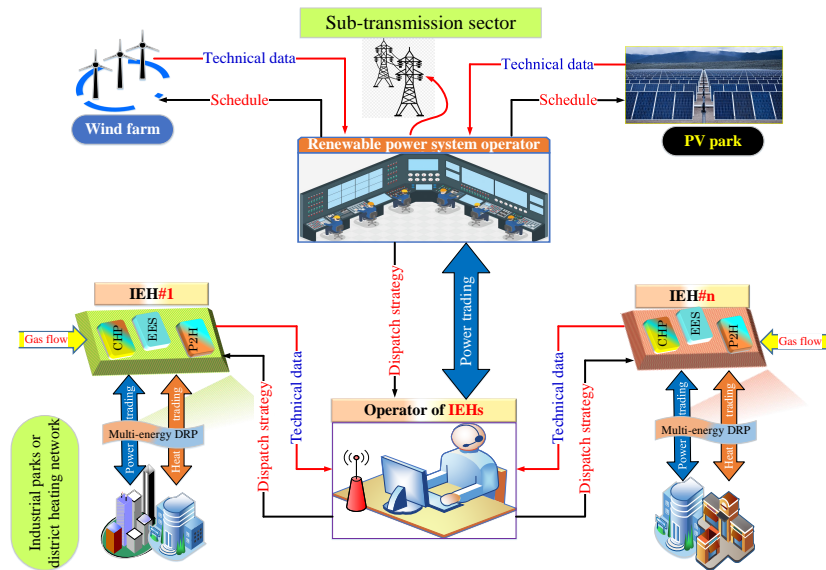 Sub-transmission sector
Technical data
Technical data
Schedule
Schedule
Wind farm
PV park
Renewable power system operator
Dispatch strategy
Power trading
IEH#1
IEH#n
CHP
EES
P2H
CHP
EES
P2H
Gas flow
Gas flow
Technical data
Dispatch strategy
Technical data
Dispatch strategy
Operator of IEHs
Power trading
Heat trading
Multi-energy DRP
Power trading
Heat trading
Multi-energy DRP
Industrial parks or
district heating network